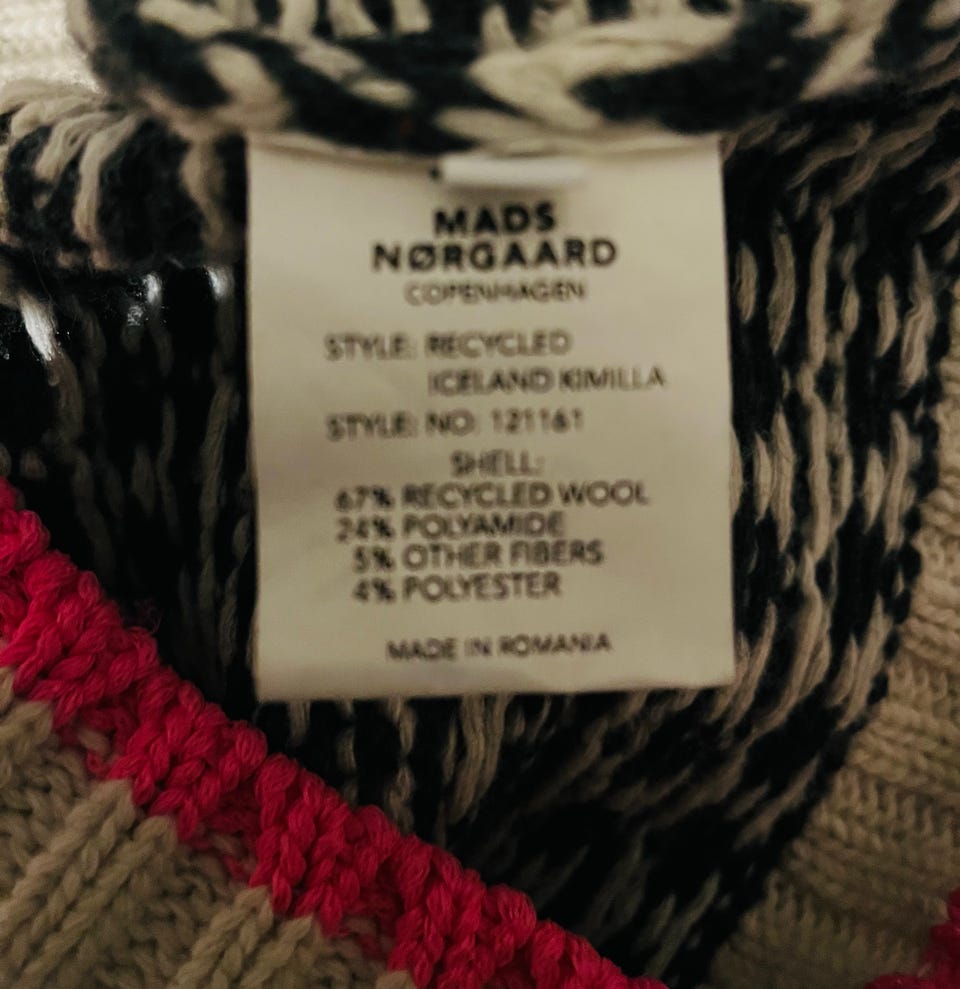 MADS
NØRGAARD
COPENHAGEN
STYLE: RECYCLED
ICELAND KIMILLA
STYLE: NO: 121161
SHELL:
67% RECYCLED WOOL
24% POLYAMIDE
5% OTHER FIBERS
4% POLYESTER
MADE IN ROMANIA